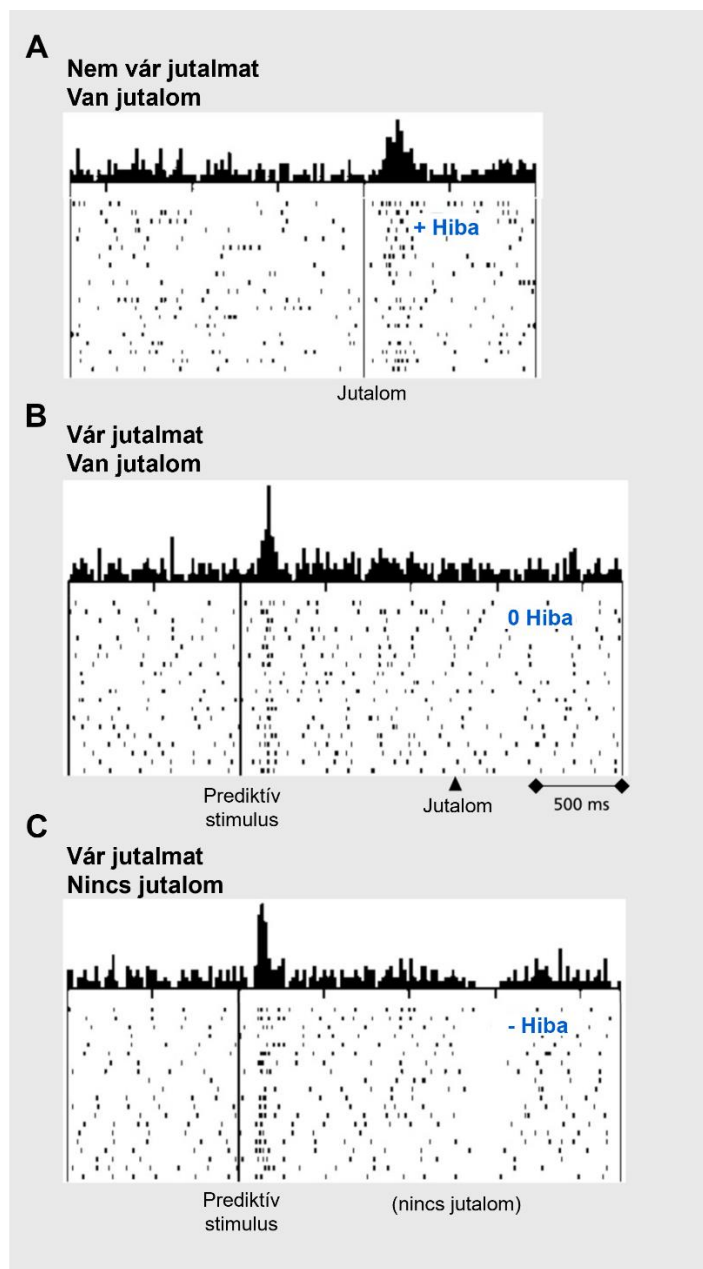 A
Nem vár jutalmat
Van jutalom
+ Hiba
Jutalom
B
Vár jutalmat
Van jutalom
0 Hiba
Prediktív
stimulus
Jutalom
500 ms
C
Vár jutalmat
Nincs jutalom
- Hiba
Prediktív
stimulus
(nincs jutalom)